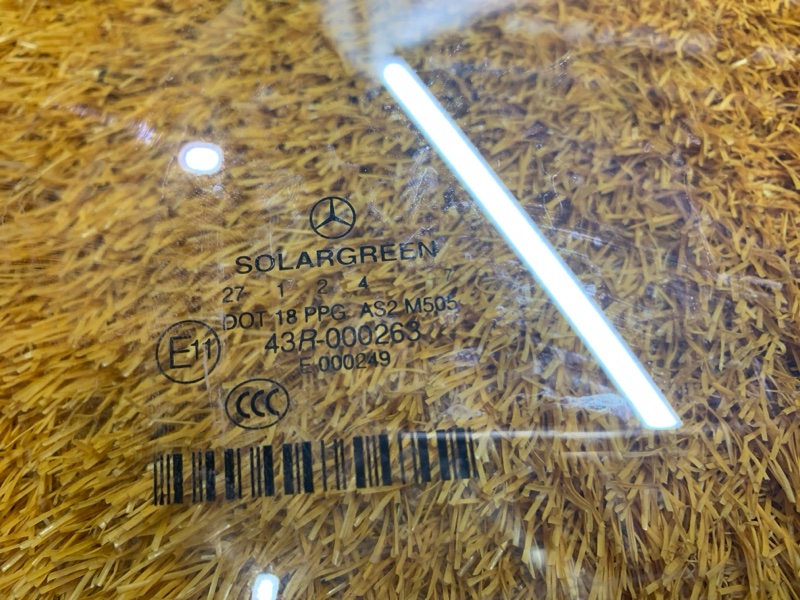 SOLARGREEN
27 1 2 4 7
DOT 18 PPG AS2 M505
E11
43R-000263
E 000249
CCC